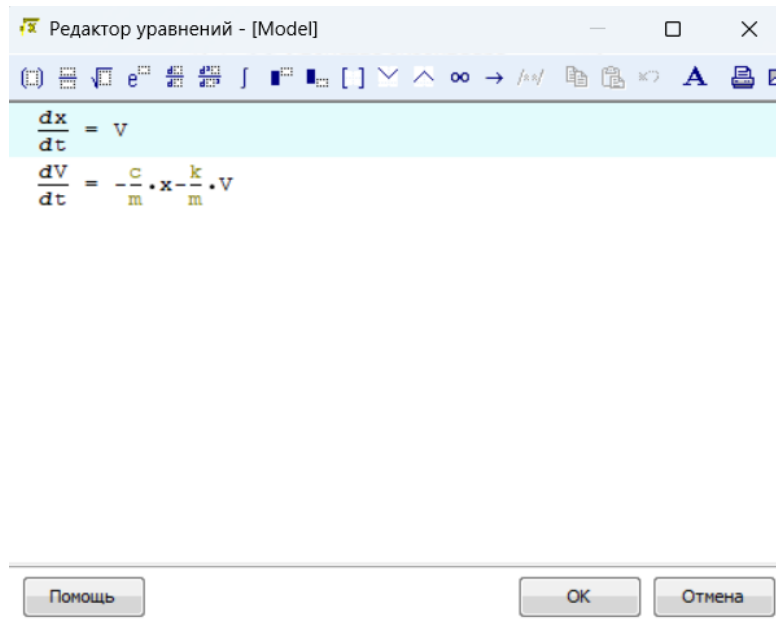 Редактор уравнений - [Model]
dx/dt = V
dV/dt = -c/m·x-k/m·V
Помощь OK Отмена